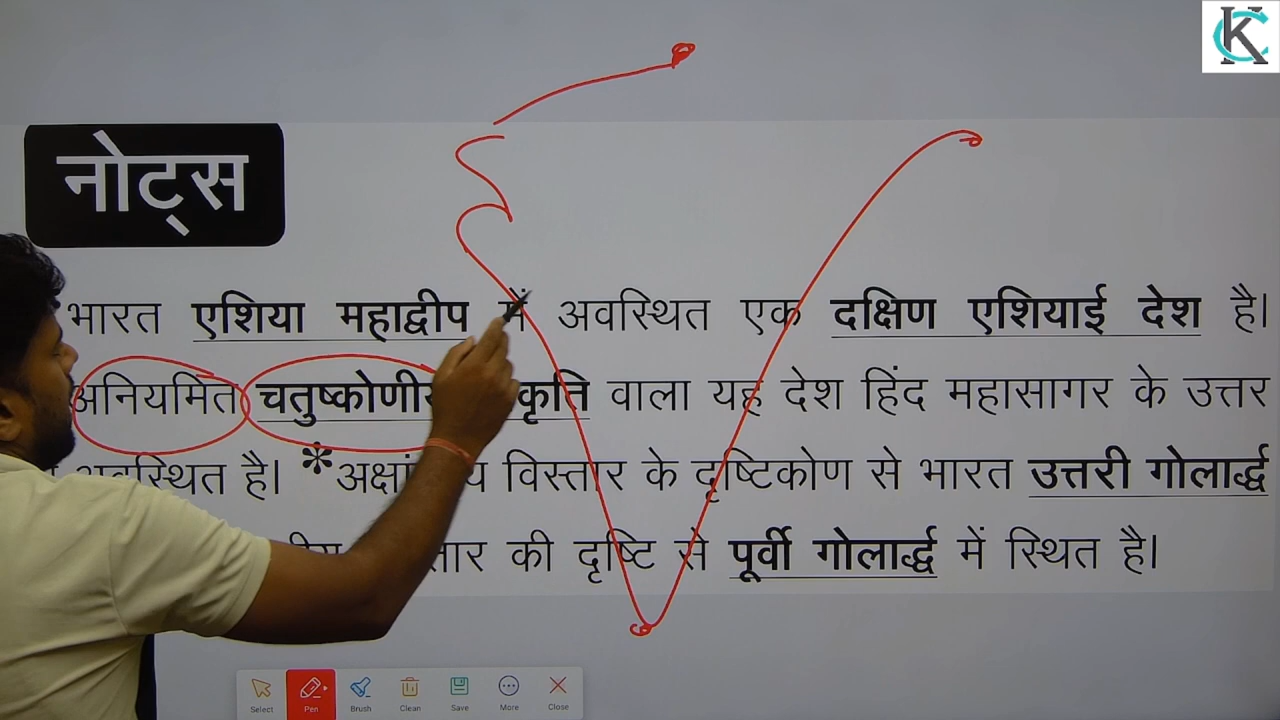 नोट्स
भारत एशिया महाद्वीप में अवस्थित एक दक्षिण एशियाई देश है।
अनियमित चतुष्कोणीय कृति वाला यह देश हिंद महासागर के उत्तर
अवस्थित है। *अक्षां य विस्तार के दृष्टिकोण से भारत उत्तरी गोलार्द्ध
तार की दृष्टि से पूर्वी गोलार्द्ध में स्थित है।
Select Pen Brush Clean Save More Close
KC